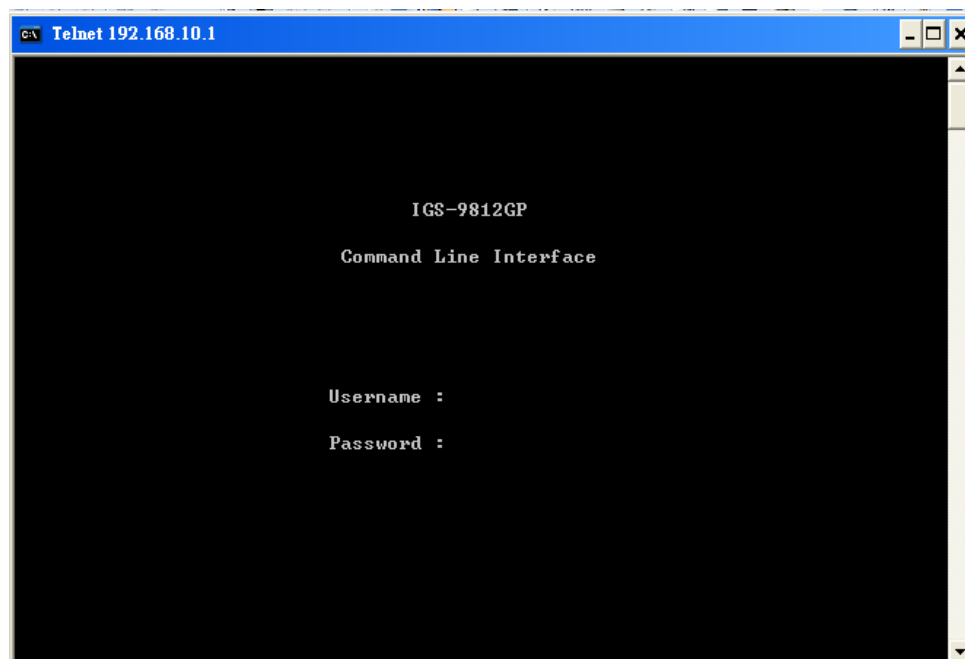 Telnet 192.168.10.1
IGS-9812GP
Command Line Interface
Username :
Password :